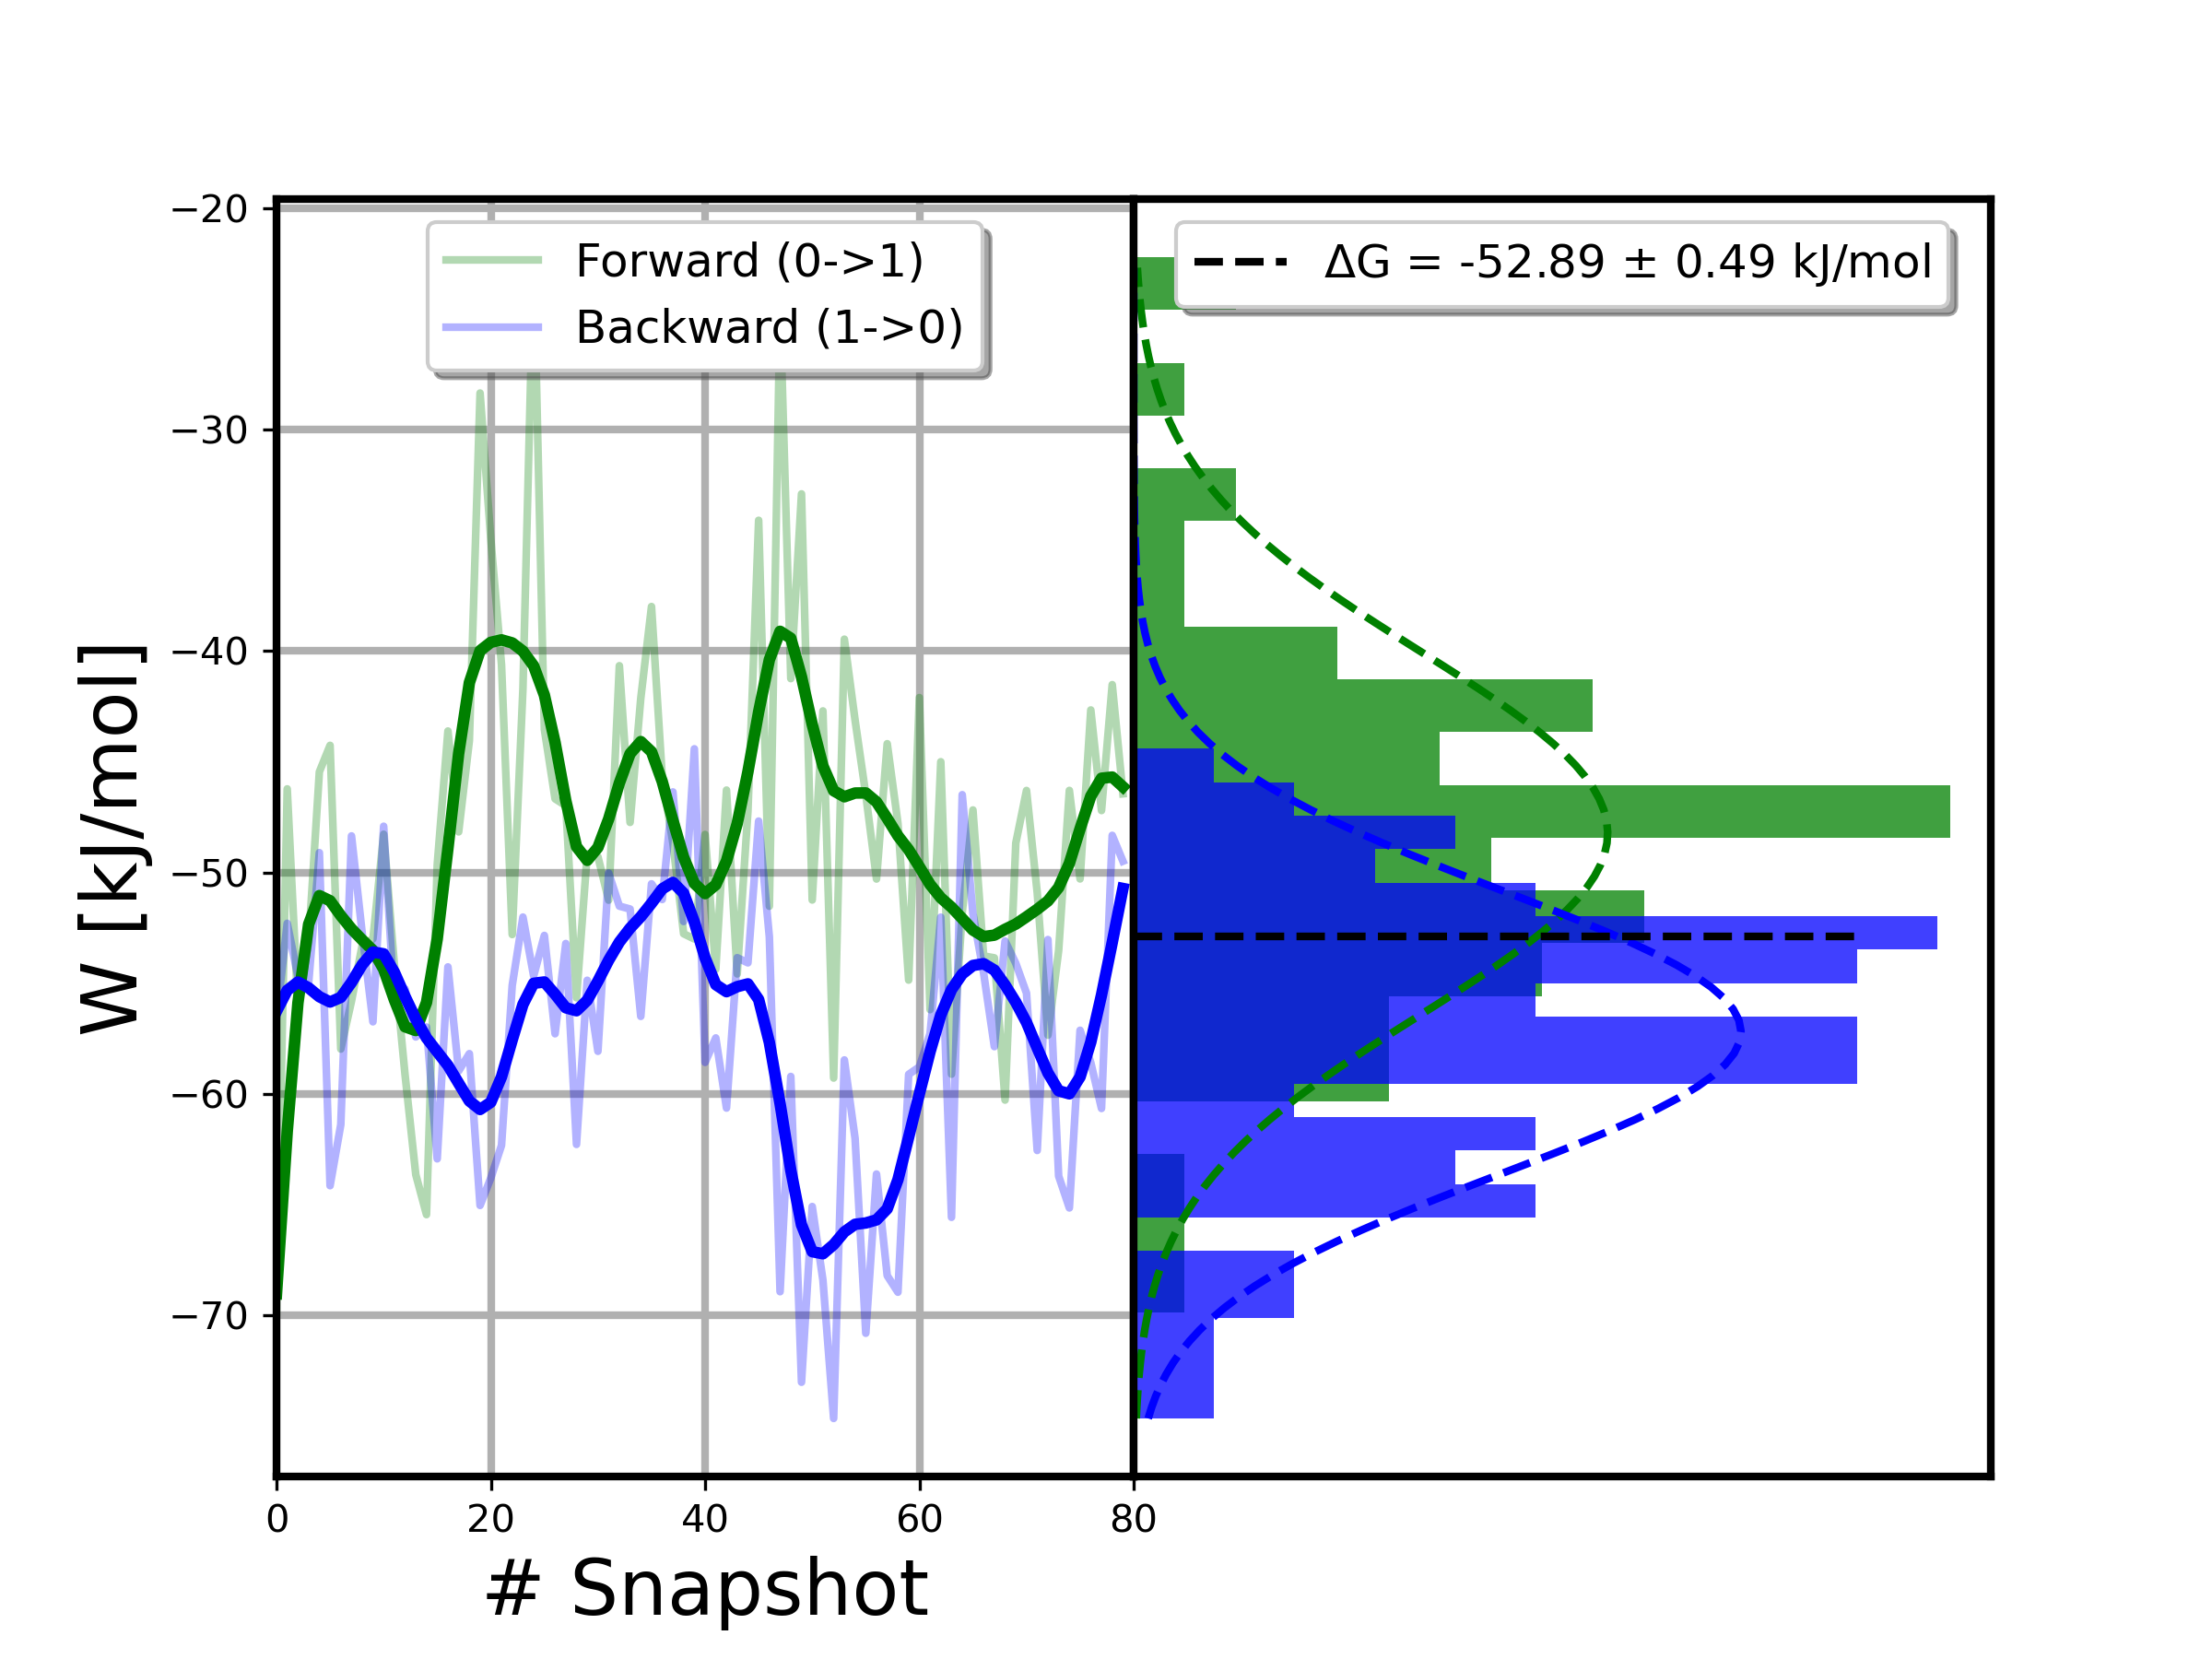 Forward (0->1)
Backward (1->0)
ΔG = -52.89 ± 0.49 kJ/mol
−20
−30
−40
−50
−60
−70
W [kJ/mol]
0 20 40 60 80
# Snapshot